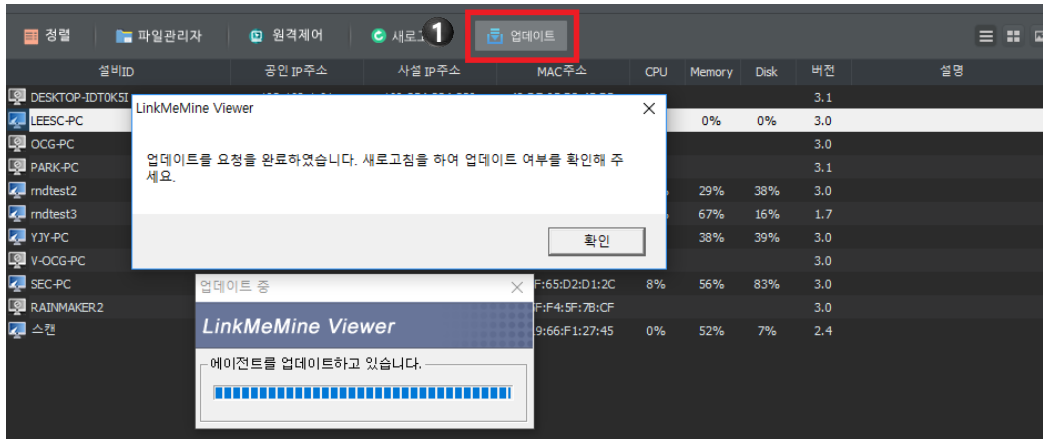 정렬 파일관리자 원격제어 새로고 1 업데이트
설비ID 공인 IP주소 사설 IP주소 MAC주소 CPU Memory Disk 버전 설명
DESKTOP-IDT0K5I 3.1
LinkMeMine Viewer
LEESC-PC 0% 0% 3.0
OCG-PC 3.0
업데이트를 요청을 완료하였습니다. 새로고침을 하여 업데이트 여부를 확인해 주
세요.
PARK-PC 3.1
rndtest2 29% 38% 3.0
rndtest3 67% 16% 1.7
YJY-PC 38% 39% 3.0
확인
V-OCG-PC 3.0
SEC-PC F:65:D2:D1:2C 8% 56% 83% 3.0
업데이트 중
RAINMAKER2 F:F4:5F:7B:CF 3.0
LinkMeMine Viewer
스캔 9:66:F1:27:45 0% 52% 7% 2.4
에이전트를 업데이트하고 있습니다.